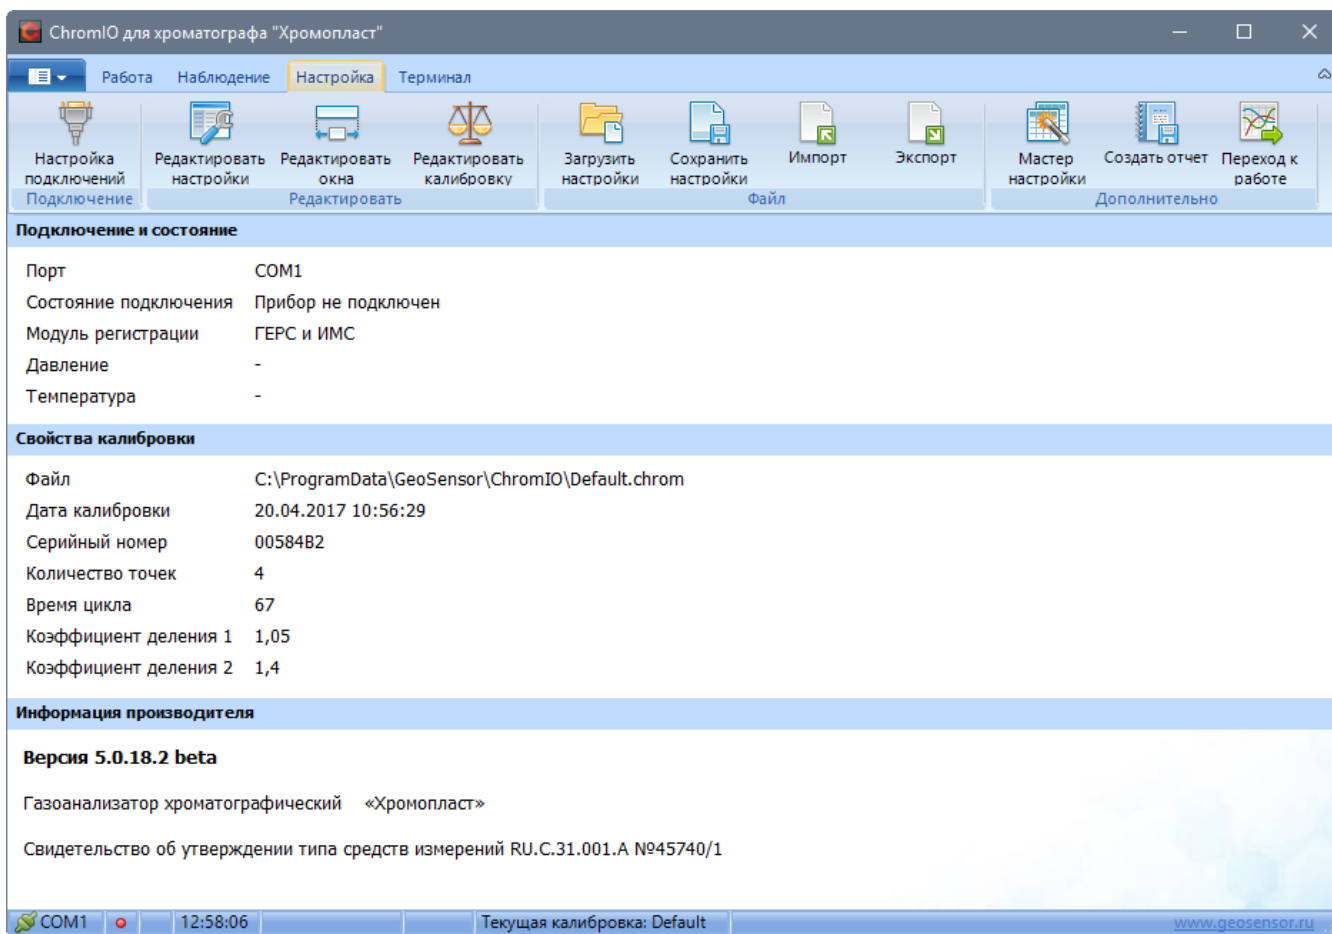 ChromIO для хроматографа "Хромопласт"
Работа Наблюдение Настройка Терминал
Настройка подключений
Редактировать настройки
Редактировать окна
Редактировать калибровку
Загрузить настройки
Сохранить настройки
Импорт
Экспорт
Мастер настройки
Создать отчет
Переход к работе
Подключение Редактировать Файл Дополнительно
Подключение и состояние
Порт COM1
Состояние подключения Прибор не подключен
Модуль регистрации ГЕРС и ИМС
Давление -
Температура -
Свойства калибровки
Файл C:\ProgramData\GeoSensor\ChromIO\Default.chrom
Дата калибровки 20.04.2017 10:56:29
Серийный номер 00584B2
Количество точек 4
Время цикла 67
Коэффициент деления 1 1,05
Коэффициент деления 2 1,4
Информация производителя
Версия 5.0.18.2 beta
Газоанализатор хроматографический «Хромопласт»
Свидетельство об утверждении типа средств измерений RU.C.31.001.A №45740/1
COM1 12:58:06 Текущая калибровка: Default www.geosensor.ru